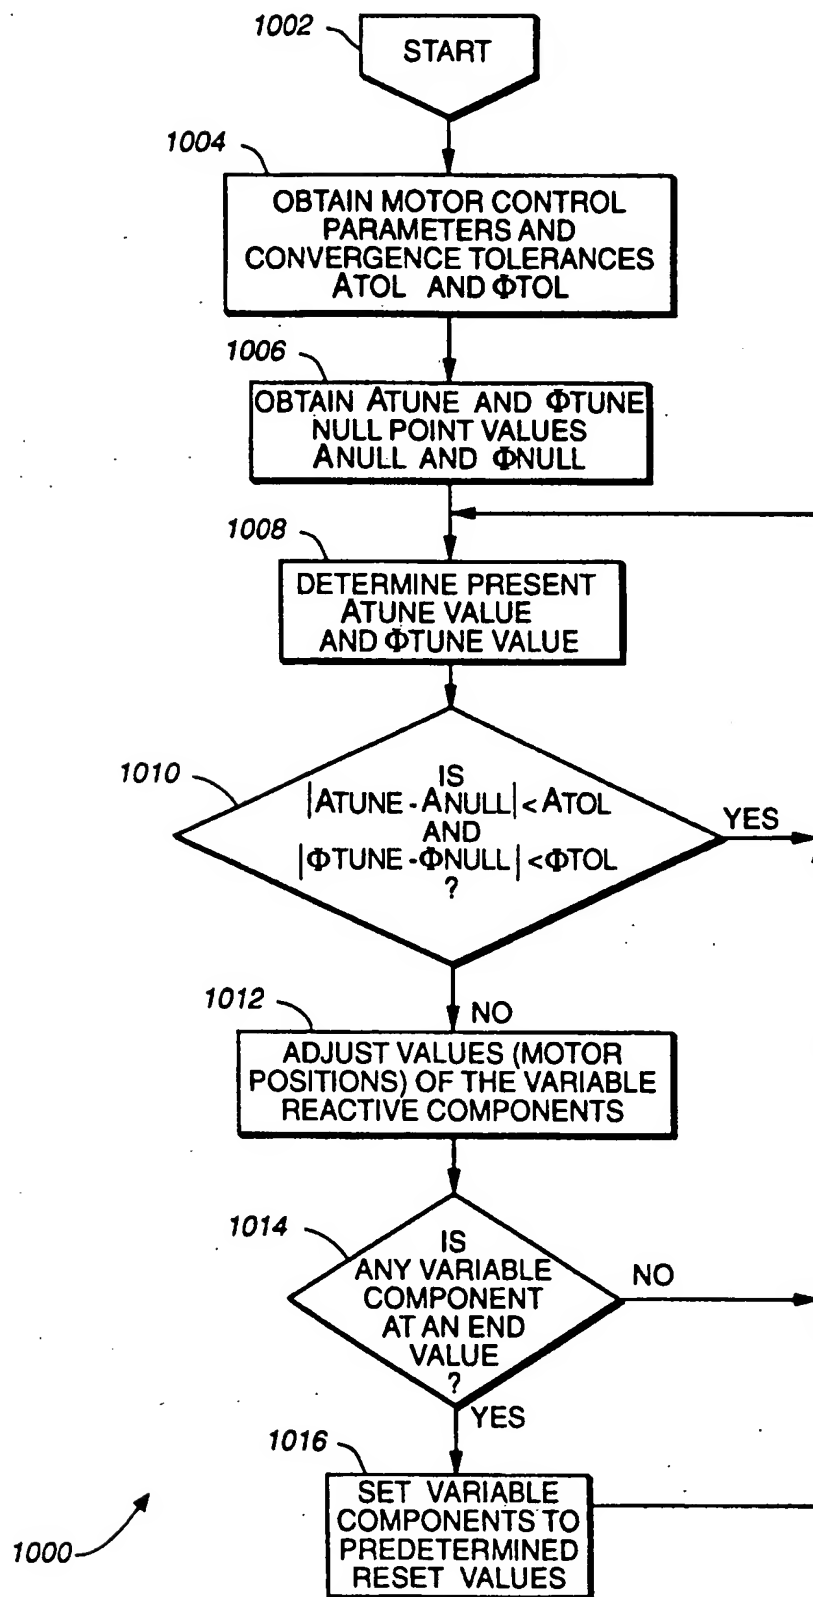 1002
START
1004
OBTAIN MOTOR CONTROL
PARAMETERS AND
CONVERGENCE TOLERANCES
ATOL AND ΦTOL
1006
OBTAIN ATUNE AND ΦTUNE
NULL POINT VALUES
ANULL AND ΦNULL
1008
DETERMINE PRESENT
ATUNE VALUE
AND ΦTUNE VALUE
1010
IS
|ATUNE - ANULL| < ATOL
AND
|ΦTUNE - ΦNULL| < ΦTOL
?
YES
NO
1012
ADJUST VALUES (MOTOR
POSITIONS) OF THE VARIABLE
REACTIVE COMPONENTS
1014
IS
ANY VARIABLE
COMPONENT
AT AN END
VALUE
?
NO
YES
1016
SET VARIABLE
COMPONENTS TO
PREDETERMINED
RESET VALUES
1000